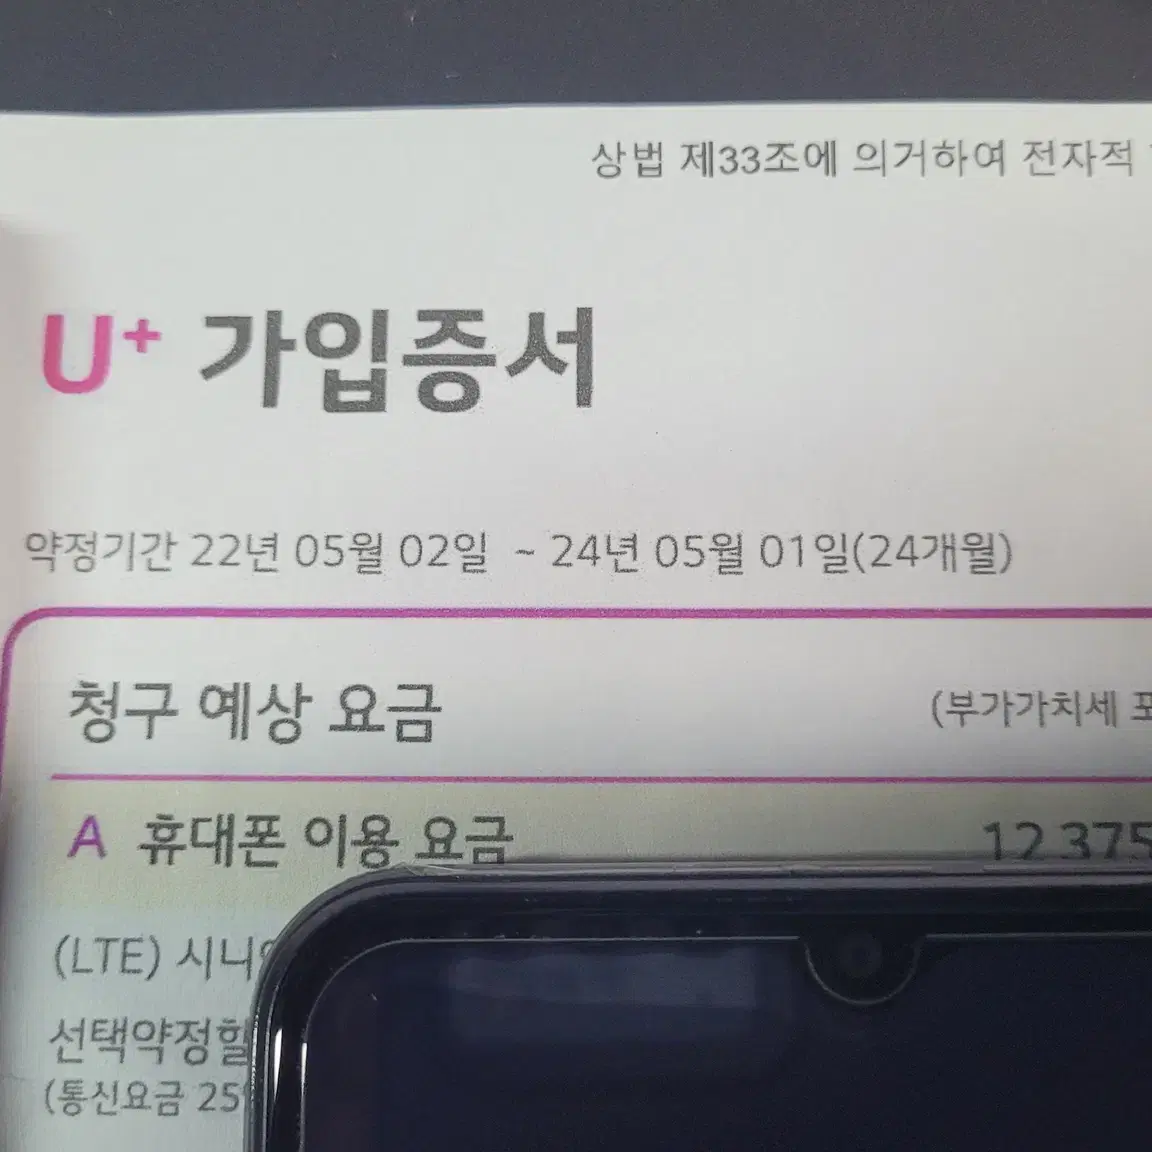 상법 제33조에 의거하여 전자적
U+ 가입증서
약정기간 22년 05월 02일 ~ 24년 05월 01일(24개월)
청구 예상 요금 (부가가치세
A 휴대폰 이용 요금 12,375
(LTE)
선택약정할
(통신요금 25